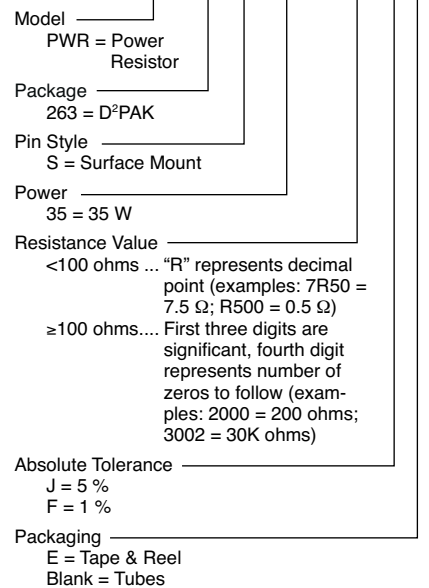 Model
PWR = Power
Resistor
Package
263 = D²PAK
Pin Style
S = Surface Mount
Power
35 = 35 W
Resistance Value
<100 ohms ... “R” represents decimal
point (examples: 7R50 =
7.5 Ω; R500 = 0.5 Ω)
≥100 ohms.... First three digits are
significant, fourth digit
represents number of
zeros to follow (exam-
ples: 2000 = 200 ohms;
3002 = 30K ohms)
Absolute Tolerance
J = 5 %
F = 1 %
Packaging
E = Tape & Reel
Blank = Tubes